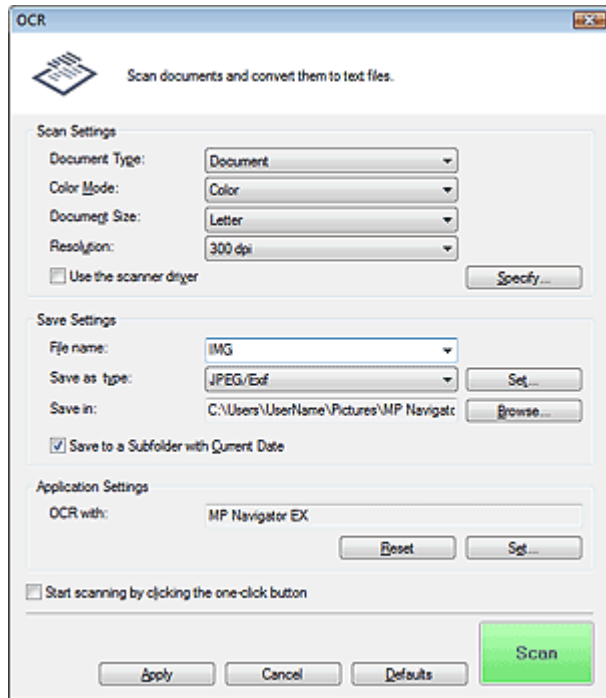 OCR
Scan documents and convert them to text files.
Scan Settings
Document Type: Document
Color Mode: Color
Document Size: Letter
Resolution: 300 dpi
Use the scanner driver Specify...
Save Settings
File name: IMG
Save as type: JPEG/Exif Set...
Save in: C:\Users\UserName\Pictures\MP Navigatc Browse...
Save to a Subfolder with Current Date
Application Settings
OCR with: MP Navigator EX
Reset Set...
Start scanning by clicking the one-click button
Apply Cancel Defaults Scan